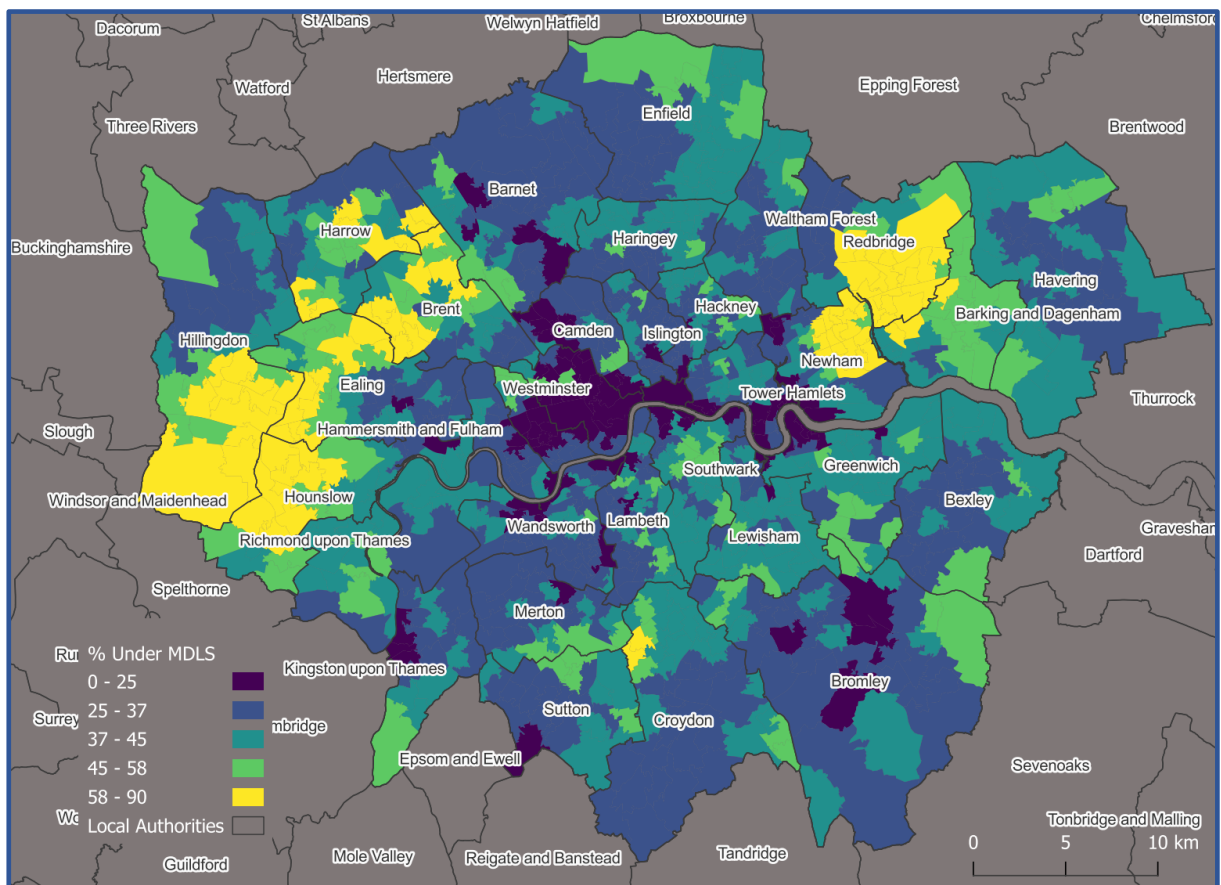 Dacorum
St Albans
Welwyn Hatfield
Broxbourne
Chelmsford
Watford
Hertsmere
Epping Forest
Three Rivers
Enfield
Brentwood
Barnet
Waltham Forest
Buckinghamshire
Harrow
Haringey
Redbridge
Havering
Brent
Hackney
Hillingdon
Camden
Islington
Barking and Dagenham
Newham
Ealing
Westminster
Tower Hamlets
Thurrock
Slough
Hammersmith and Fulham
Southwark
Greenwich
Windsor and Maidenhead
Hounslow
Bexley
Lambeth
Wandsworth
Gravesham
Richmond upon Thames
Lewisham
Dartford
Spelthorne
Merton
% Under MDLS
Kingston upon Thames
0 - 25
Bromley
25 - 37
Sutton
Croydon
Surrey
mbridge
37 - 45
Epsom and Ewell
Sevenoaks
45 - 58
58 - 90
Local Authorities
Tonbridge and Malling
0 5 10 km
Guildford
Mole Valley
Reigate and Banstead
Tandridge